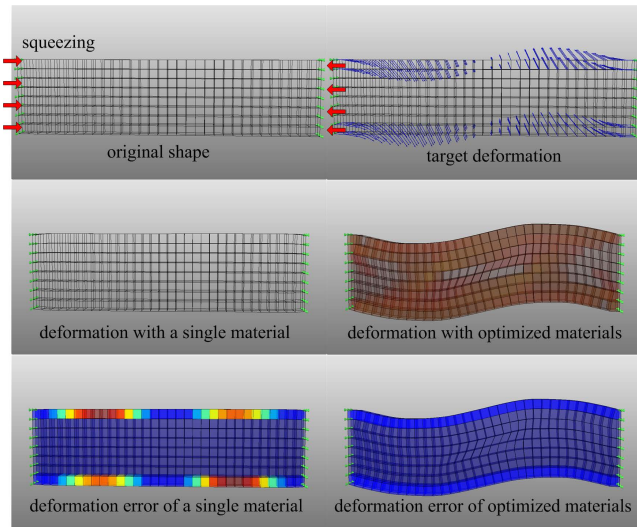 squeezing
original shape
target deformation
deformation with a single material
deformation with optimized materials
deformation error of a single material
deformation error of optimized materials